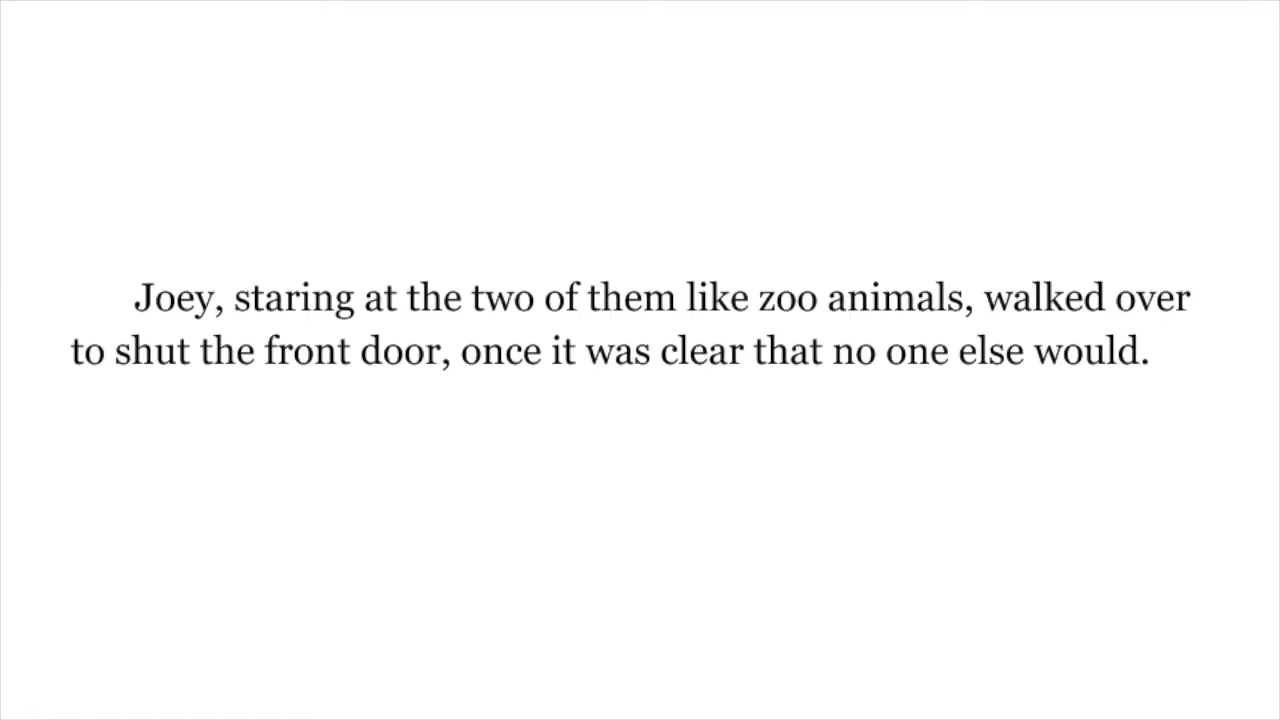 Joey, staring at the two of them like zoo animals, walked over
to shut the front door, once it was clear that no one else would.